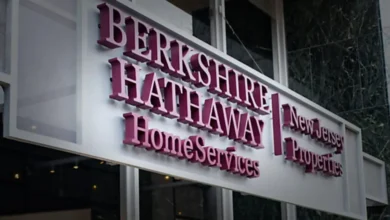 BERKSHIRE
HATHAWAY
HomeServices
New Jersey
Properties